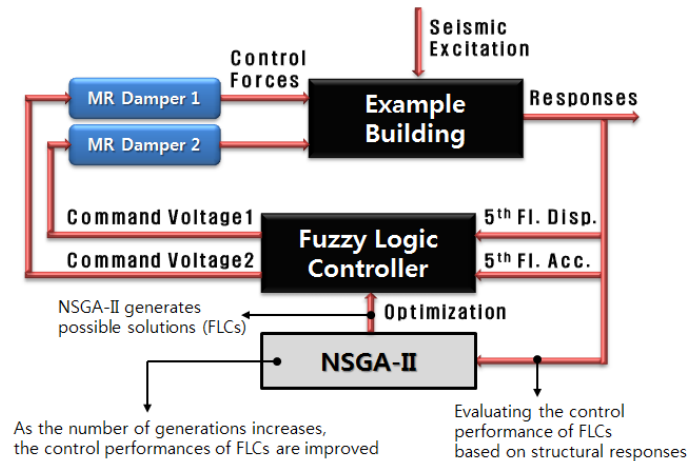 Seismic
Excitation
Control
Forces
MR Damper 1
MR Damper 2
Example
Building
Responses
Command Voltage1
Command Voltage2
Fuzzy Logic
Controller
5th Fl. Disp.
5th Fl. Acc.
NSGA-II generates
possible solutions (FLCs)
Optimization
NSGA-II
As the number of generations increases,
the control performances of FLCs are improved
Evaluating the control
performance of FLCs
based on structural responses